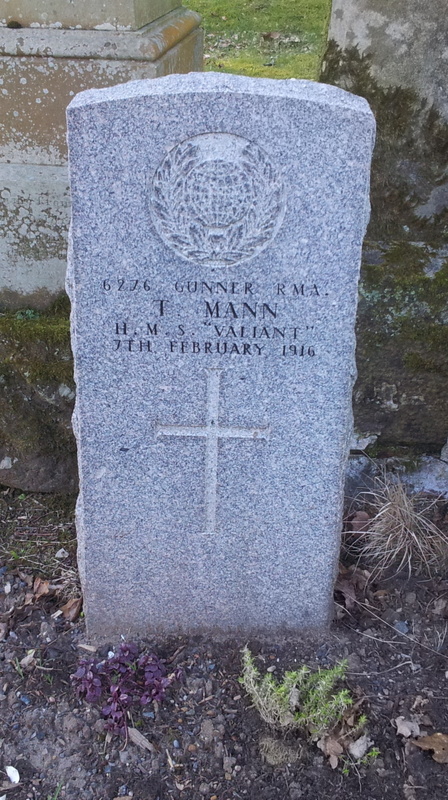 6276 GUNNER R.M.A.
T. MANN
H.M.S. "VALIANT"
7TH FEBRUARY 1916